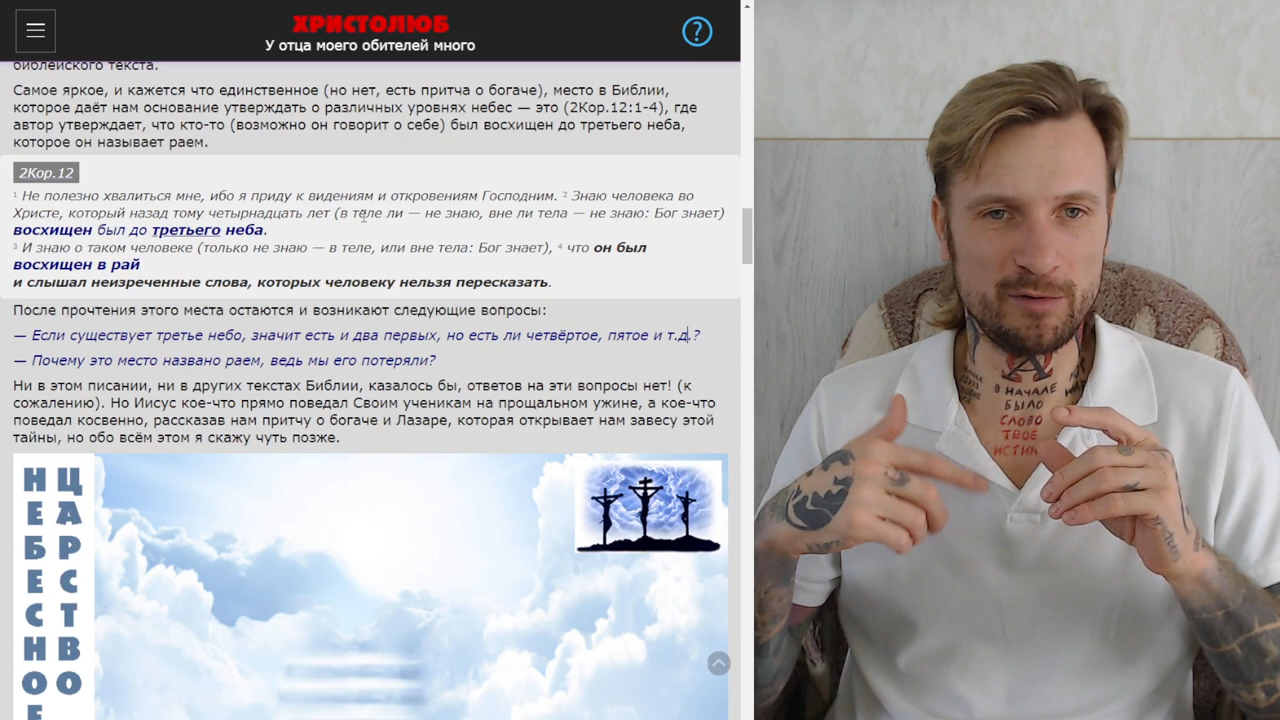 ХРИСТОЛЮБ
У отца моего обителей много
?
библейского текста.
Самое яркое, и кажется что единственное (но нет, есть притча о богаче), место в Библии,
которое даёт нам основание утверждать о различных уровнях небес — это (2Кор.12:1-4), где
автор утверждает, что кто-то (возможно он говорит о себе) был восхищен до третьего неба,
которое он называет раем.
2Кор.12
1 Не полезно хвалиться мне, ибо я приду к видениям и откровениям Господним. 2 Знаю человека во
Христе, который назад тому четырнадцать лет (в теле ли — не знаю, вне ли тела — не знаю: Бог знает)
восхищен был до третьего неба.
3 И знаю о таком человеке (только не знаю — в теле, или вне тела: Бог знает), 4 что он был
восхищен в рай
и слышал неизреченные слова, которых человеку нельзя пересказать.
После прочтения этого места остаются и возникают следующие вопросы:
— Если существует третье небо, значит есть и два первых, но есть ли четвёртое, пятое и т.д.?
— Почему это место названо раем, ведь мы его потеряли?
Ни в этом писании, ни в других текстах Библии, казалось бы, ответов на эти вопросы нет! (к
сожалению). Но Иисус кое-что прямо поведал Своим ученикам на прощальном ужине, а кое-что
поведал косвенно, рассказав нам притчу о богаче и Лазаре, которая открывает нам завесу этой
тайны, но обо всём этом я скажу чуть позже.
НЕБЕСНОЕ
ЦАРСТВО
В НАЧАЛЕ
БЫЛО
СЛОВО
ТВОЕ
ИСТИН